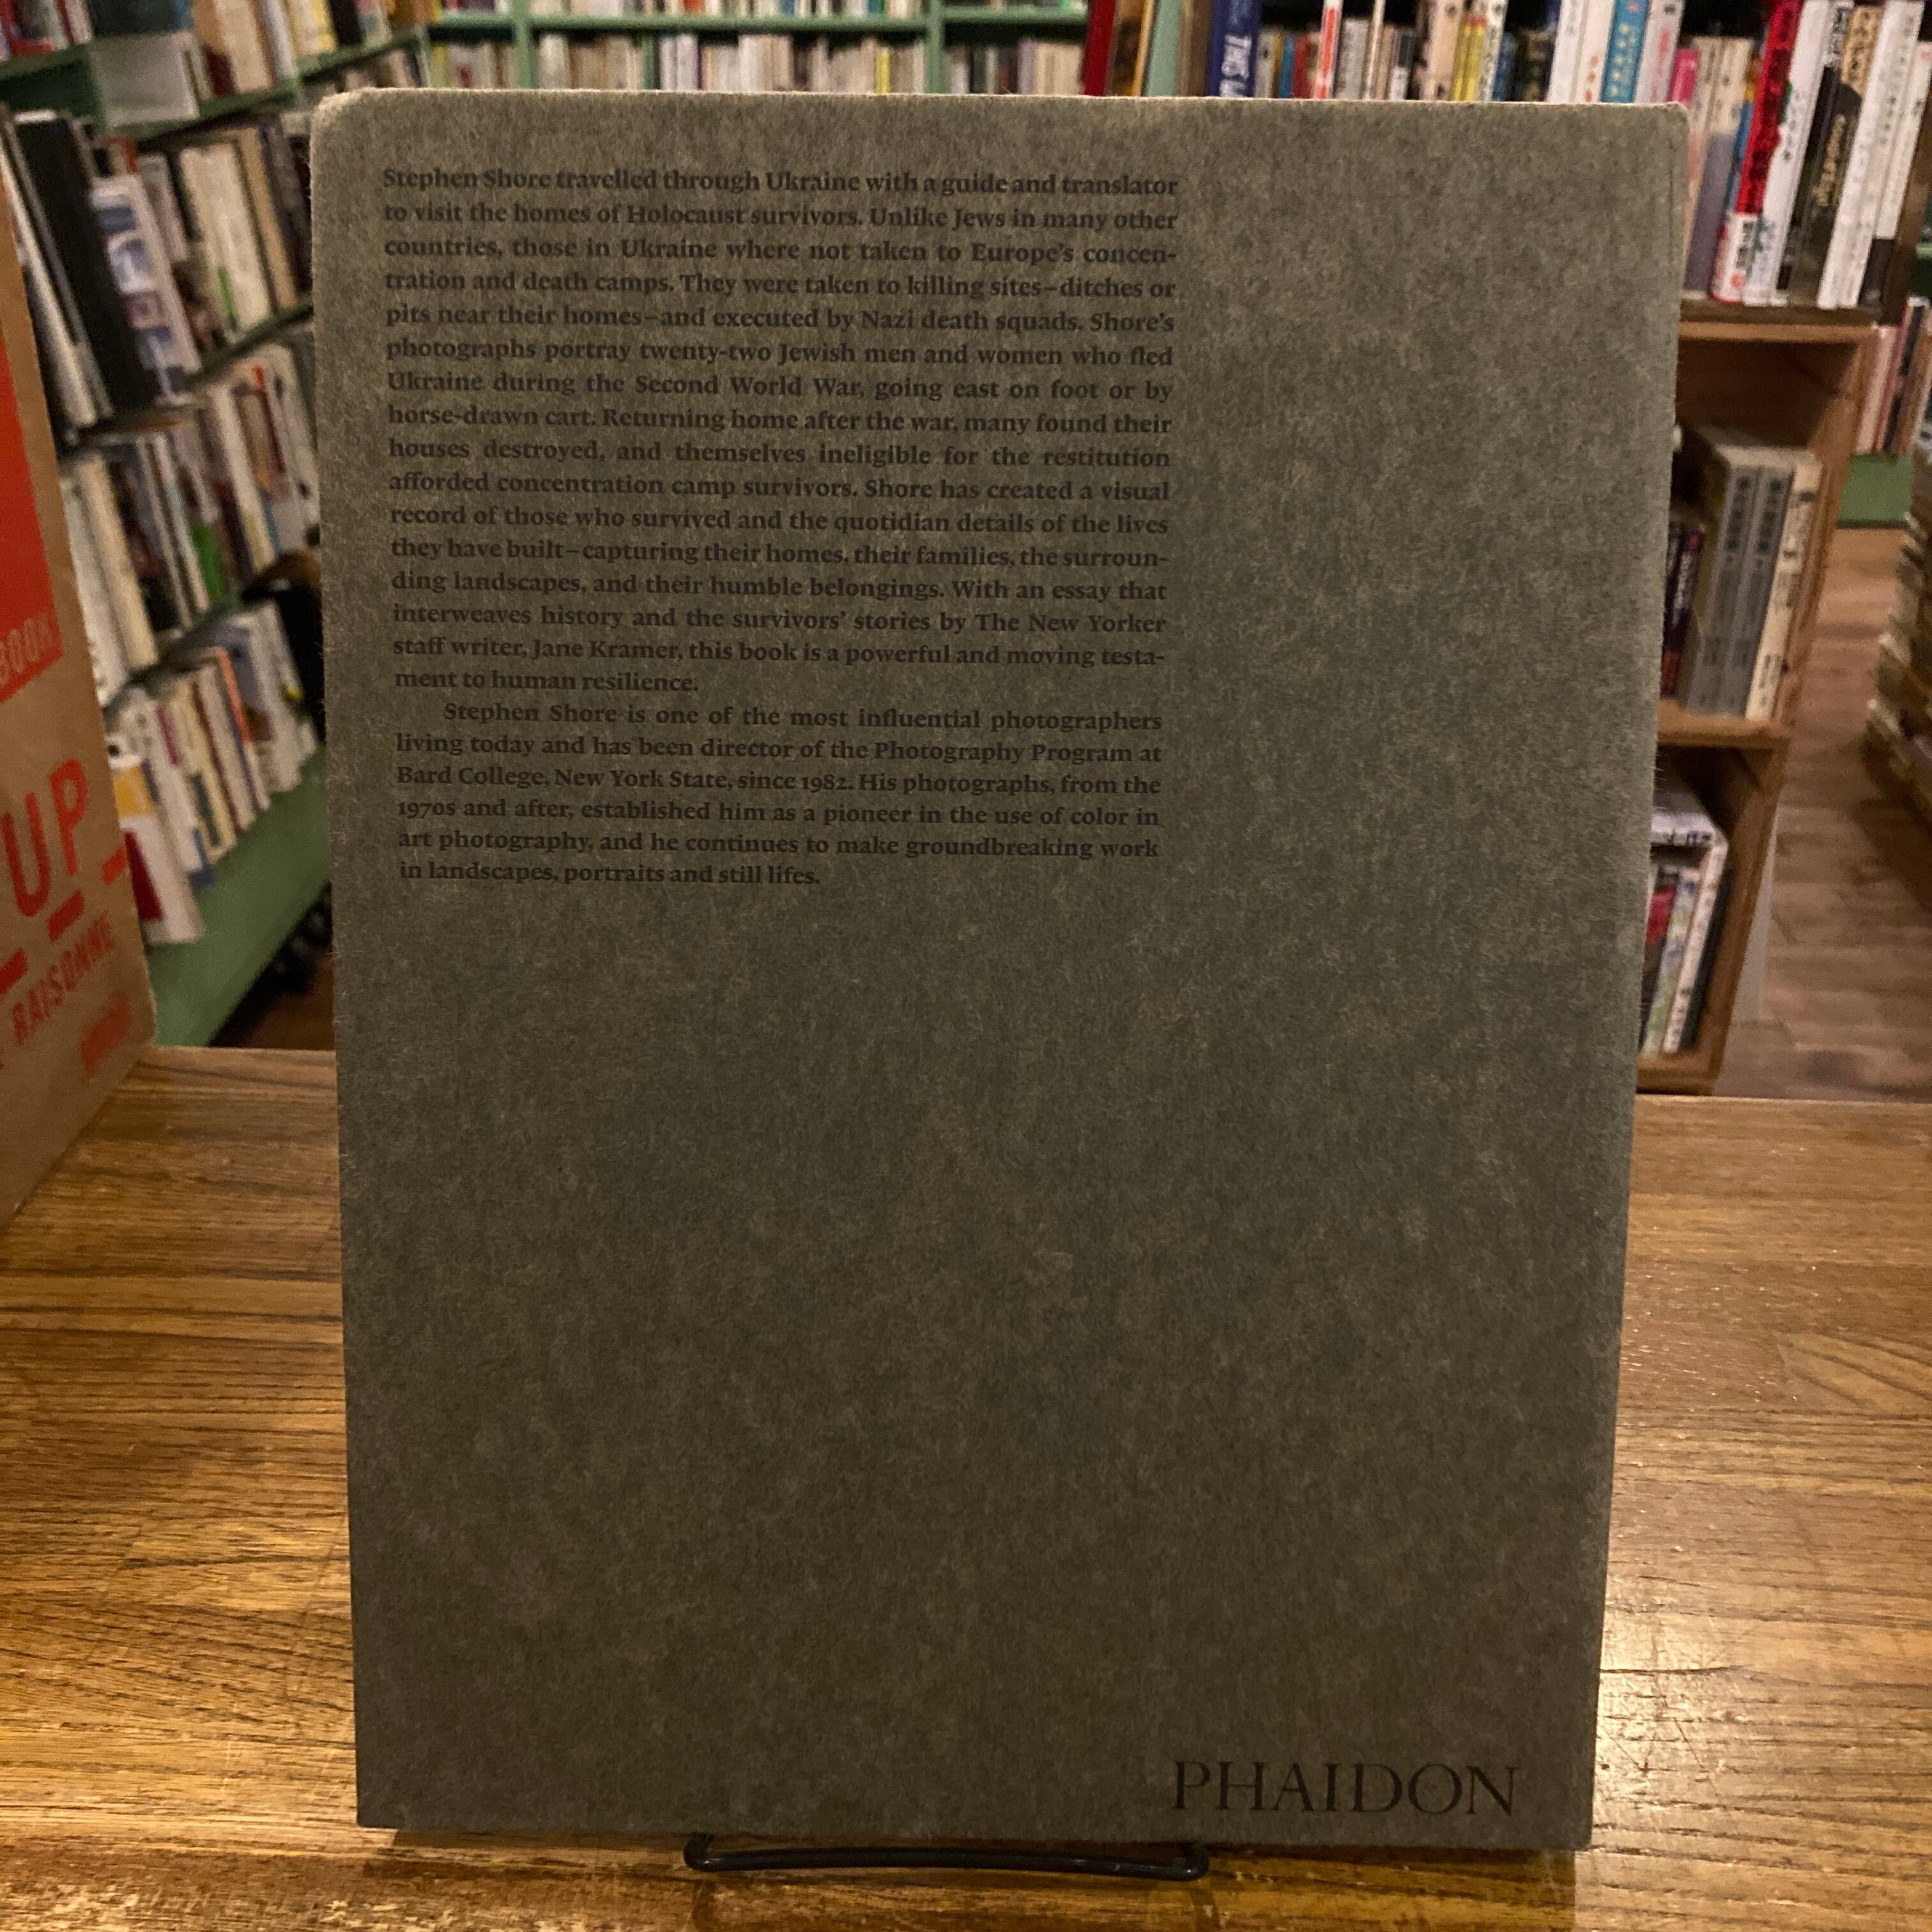 Stephen Shore travelled through Ukraine with a guide and translator
to visit the homes of Holocaust survivors. Unlike Jews in many other
countries, those in Ukraine where not taken to Europe's concen-
tration and death camps. They were taken to killing sites–ditches or
pits near their homes–and executed by Nazi death squads. Shore's
photographs portray twenty-two Jewish men and women who fled
Ukraine during the Second World War, going east on foot or by
horse-drawn cart. Returning home after the war, many found their
houses destroyed, and themselves ineligible for the restitution
afforded concentration camp survivors. Shore has created a visual
record of those who survived and the quotidian details of the lives
they have built–capturing their homes, their families, the surroun-
ding landscapes, and their humble belongings. With an essay that
interweaves history and the survivors' stories by The New Yorker
staff writer, Jane Kramer, this book is a powerful and moving testa-
ment to human resilience.
Stephen Shore is one of the most influential photographers
living today and has been director of the Photography Program at
Bard College, New York State, since 1982. His photographs, from the
1970s and after, established him as a pioneer in the use of color in
art photography, and he continues to make groundbreaking work
in landscapes, portraits and still lifes.
PHAIDON
BOOK
UP
RAISONNE
THIS